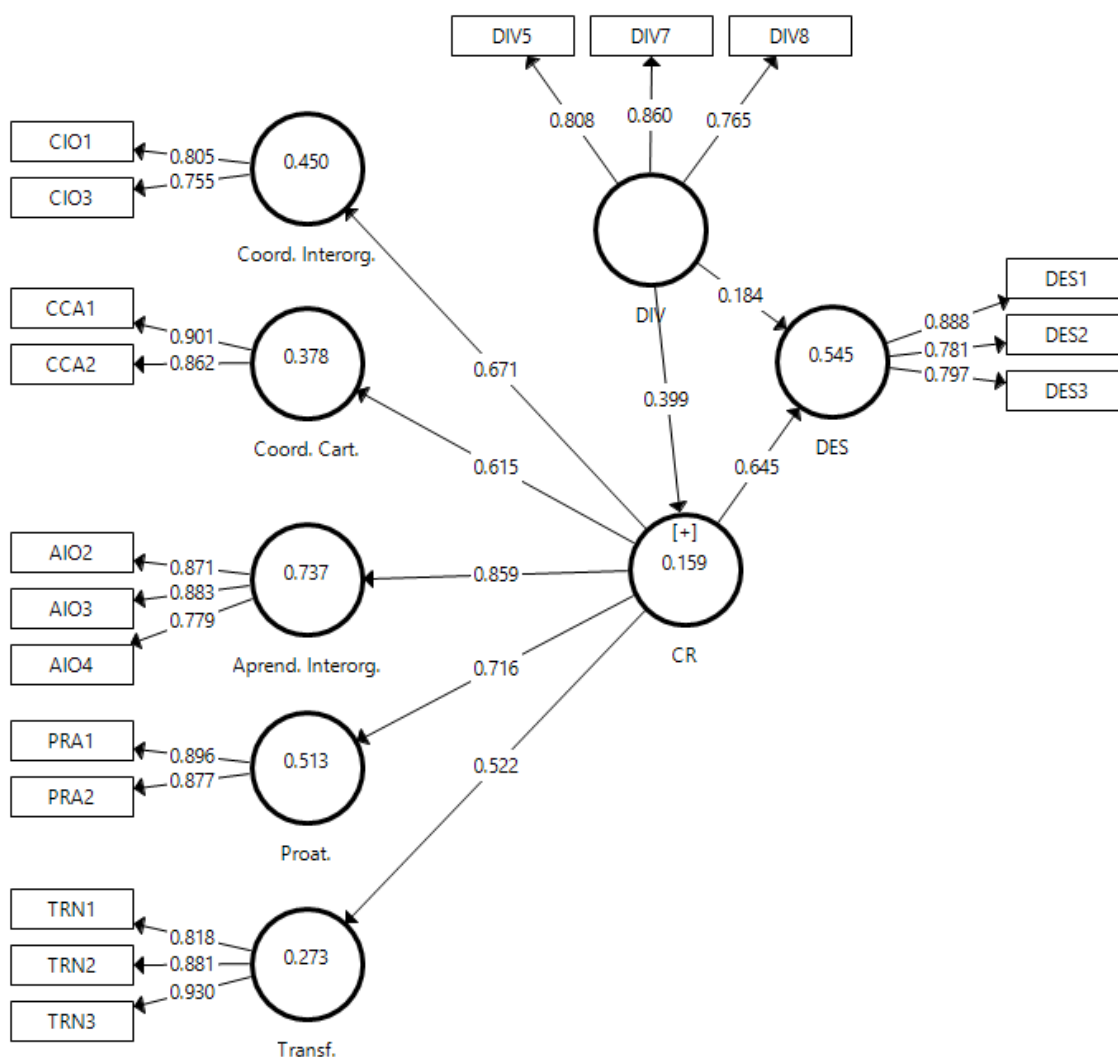 DIV5
DIV7
DIV8
0.808
0.860
0.765
CIO1
CIO3
0.805
0.755
0.450
Coord. Interorg.
CCA1
CCA2
0.901
0.862
0.378
Coord. Cart.
DIV
0.184
0.399
0.545
DES
0.888
0.781
0.797
DES1
DES2
DES3
0.671
0.615
0.645
AIO2
AIO3
AIO4
0.871
0.883
0.779
0.737
Aprend. Interorg.
0.859
[+]
0.159
CR
0.716
PRA1
PRA2
0.896
0.877
0.513
Proat.
0.522
TRN1
TRN2
TRN3
0.818
0.881
0.930
0.273
Transf.